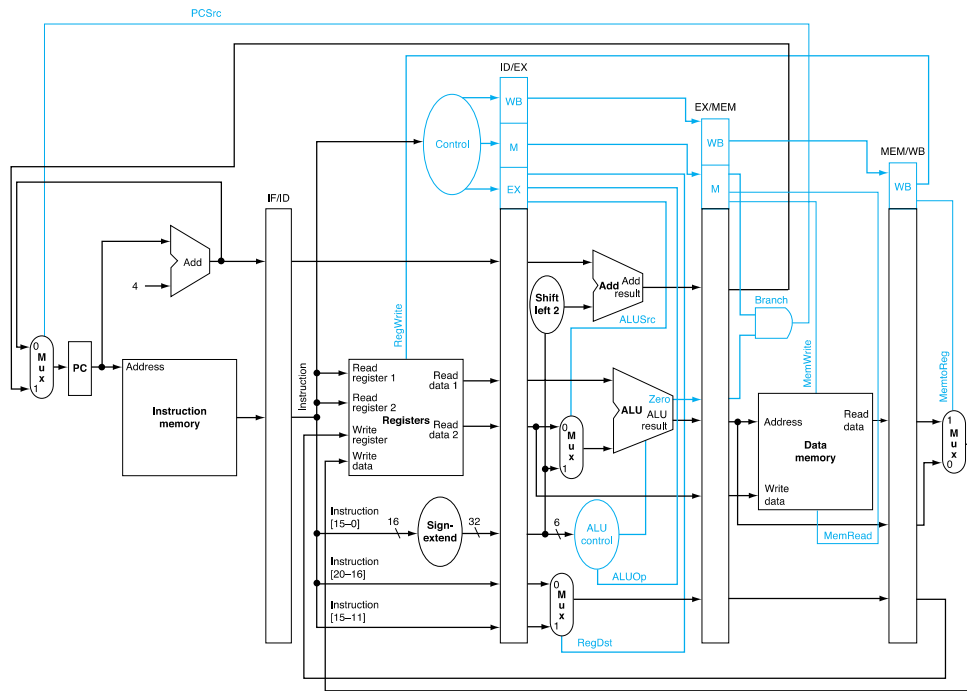 PCSrc
ID/EX
WB
EX/MEM
Control
M
WB
MEM/WB
EX
M
WB
IF/ID
Add
4
Add
Add
result
Shift
left 2
Branch
ALUSrc
RegWrite
MemWrite
MemtoReg
0
M
u
x
1
PC
Address
Instruction
memory
Instruction
Read
register 1
Read
data 1
Read
register 2
Registers
Read
data 2
Write
register
Write
data
0
M
u
x
1
Zero
ALU
ALU
result
Address
Read
data
Data
memory
Write
data
1
M
u
x
0
Instruction
[15–0]
16
Sign-
extend
32
6
ALU
control
MemRead
Instruction
[20–16]
ALUOp
0
M
u
x
1
Instruction
[15–11]
RegDst